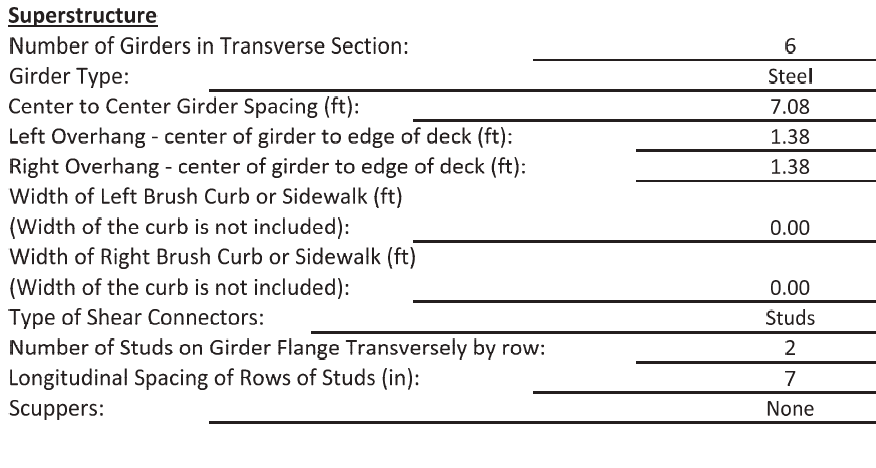 Superstructure
Number of Girders in Transverse Section: 6
Girder Type: Steel
Center to Center Girder Spacing (ft): 7.08
Left Overhang - center of girder to edge of deck (ft): 1.38
Right Overhang - center of girder to edge of deck (ft): 1.38
Width of Left Brush Curb or Sidewalk (ft)
(Width of the curb is not included): 0.00
Width of Right Brush Curb or Sidewalk (ft)
(Width of the curb is not included): 0.00
Type of Shear Connectors: Studs
Number of Studs on Girder Flange Transversely by row: 2
Longitudinal Spacing of Rows of Studs (in): 7
Scuppers: None